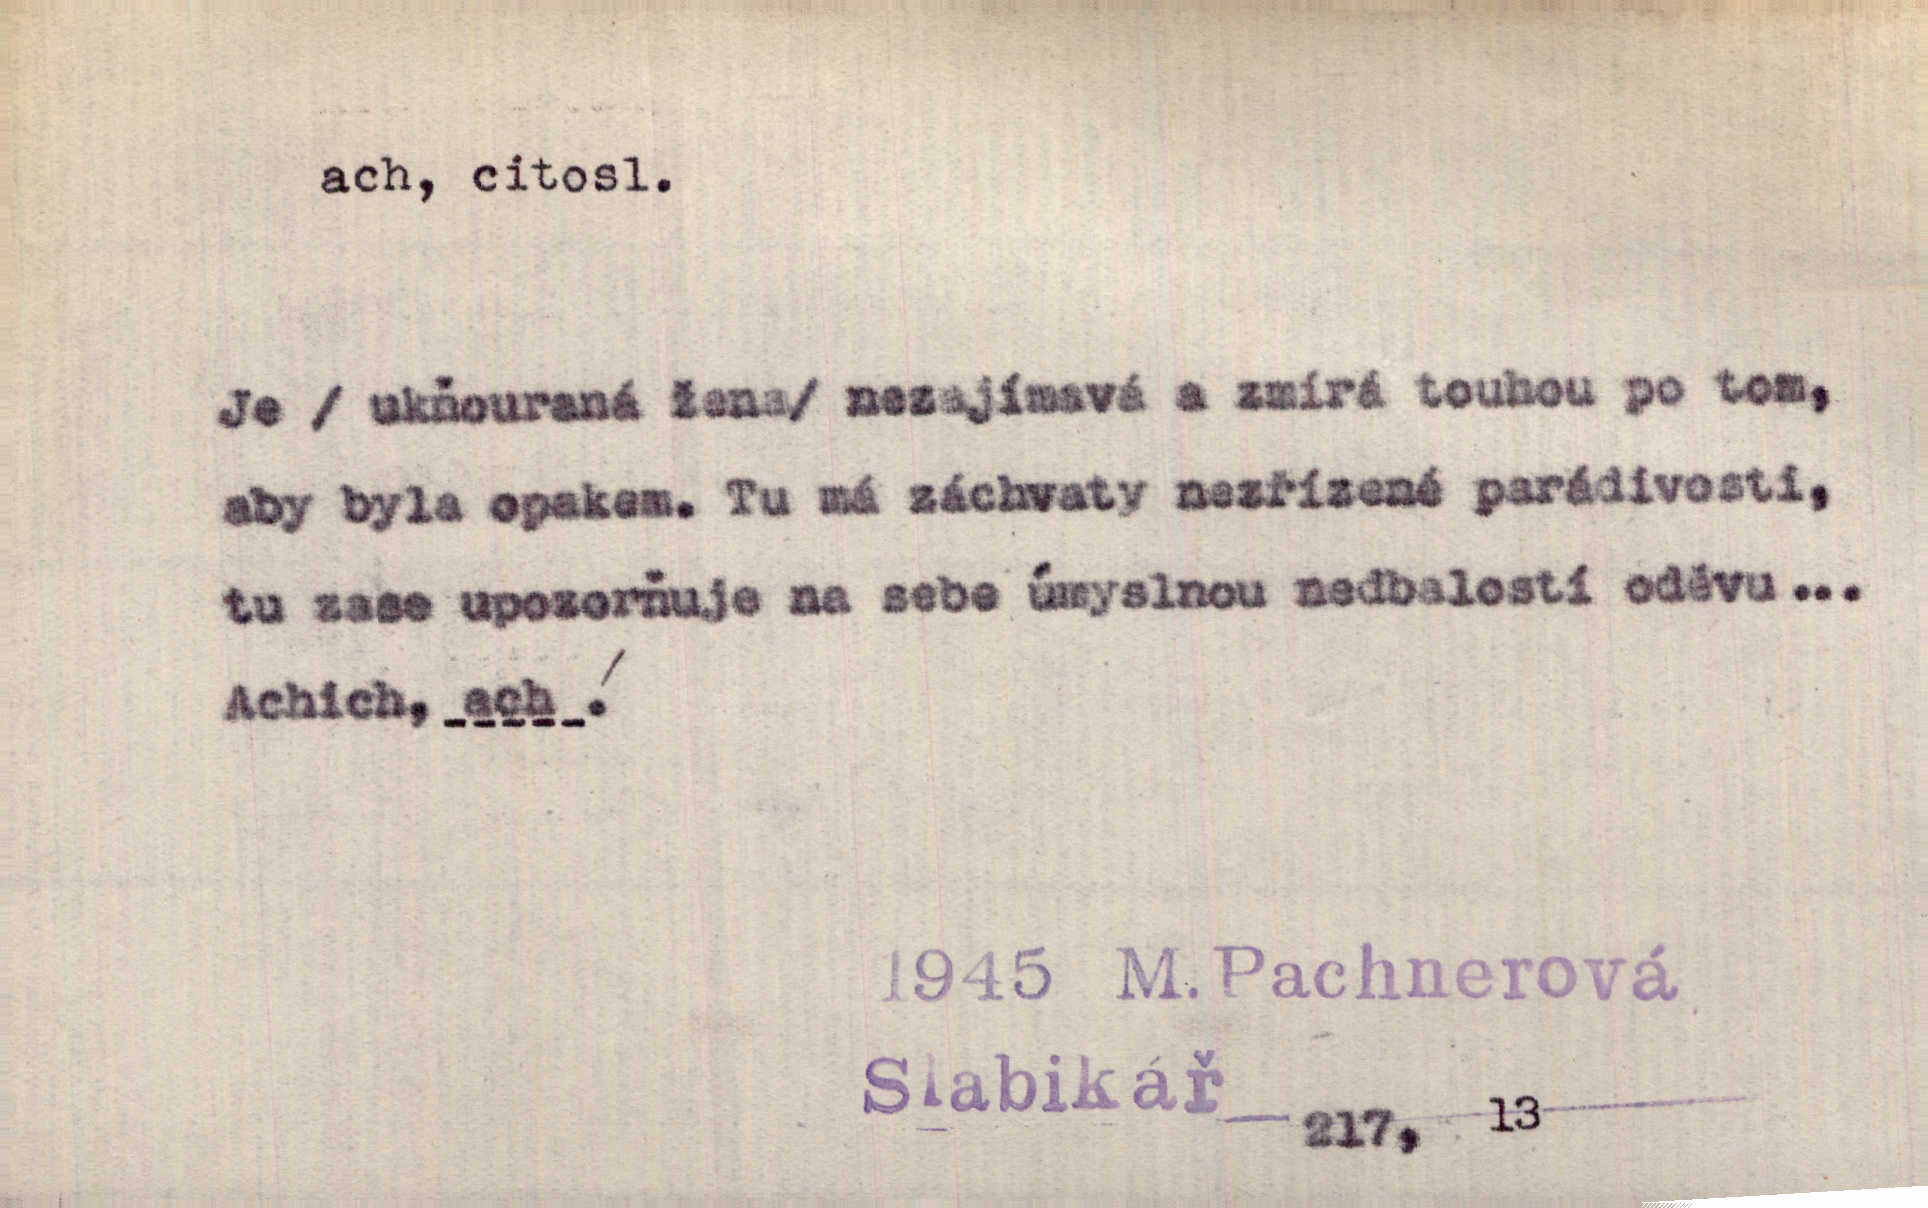 ach, citosl.
Je / ukňouraná žena/ nezajímavá a zmírá touhou po tom,
aby byla opakem. Tu má záchvaty nezřízené parádivosti,
tu zase upozorňuje na sebe úmyslnou nedbalostí oděvu...
Achich, ach !
1945 M. Pachnerová
Slabikář 217, 13